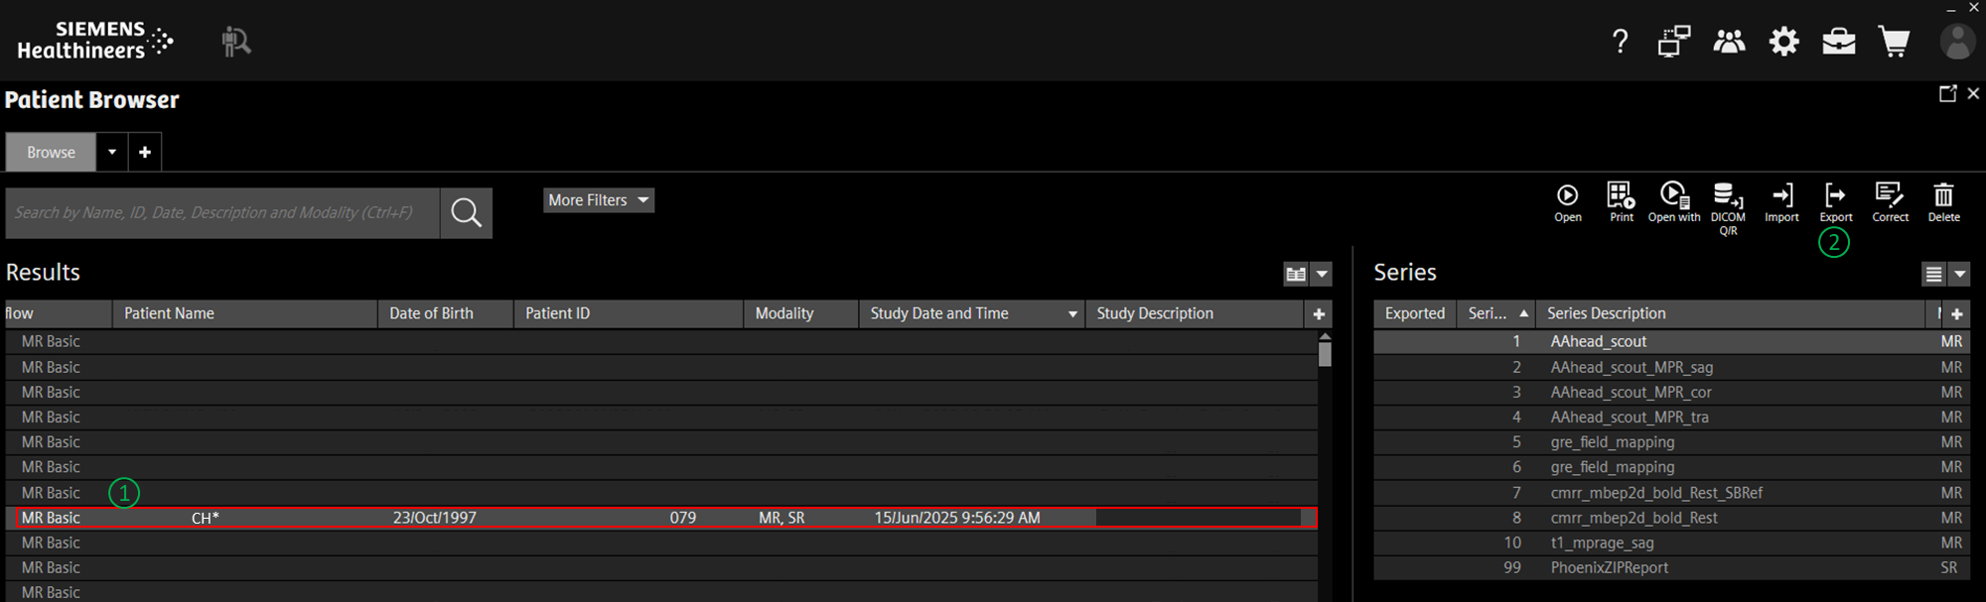 SIEMENS
Healthineers
Patient Browser
Browse
Search by Name, ID, Date, Description and Modality (Ctrl+F)
More Filters
Open Print Open with DICOM Q/R Import Export Correct Delete
2
Results
flow Patient Name Date of Birth Patient ID Modality Study Date and Time Study Description
MR Basic
MR Basic
MR Basic
MR Basic
MR Basic
MR Basic
MR Basic 1
MR Basic CH* 23/Oct/1997 079 MR, SR 15/Jun/2025 9:56:29 AM
MR Basic
MR Basic
MR Basic
Series
Exported Seri... Series Description
1 AAhead_scout MR
2 AAhead_scout_MPR_sag MR
3 AAhead_scout_MPR_cor MR
4 AAhead_scout_MPR_tra MR
5 gre_field_mapping MR
6 gre_field_mapping MR
7 cmrr_mbep2d_bold_Rest_SBRef MR
8 cmrr_mbep2d_bold_Rest MR
10 t1_mprage_sag MR
99 PhoenixZIPReport SR